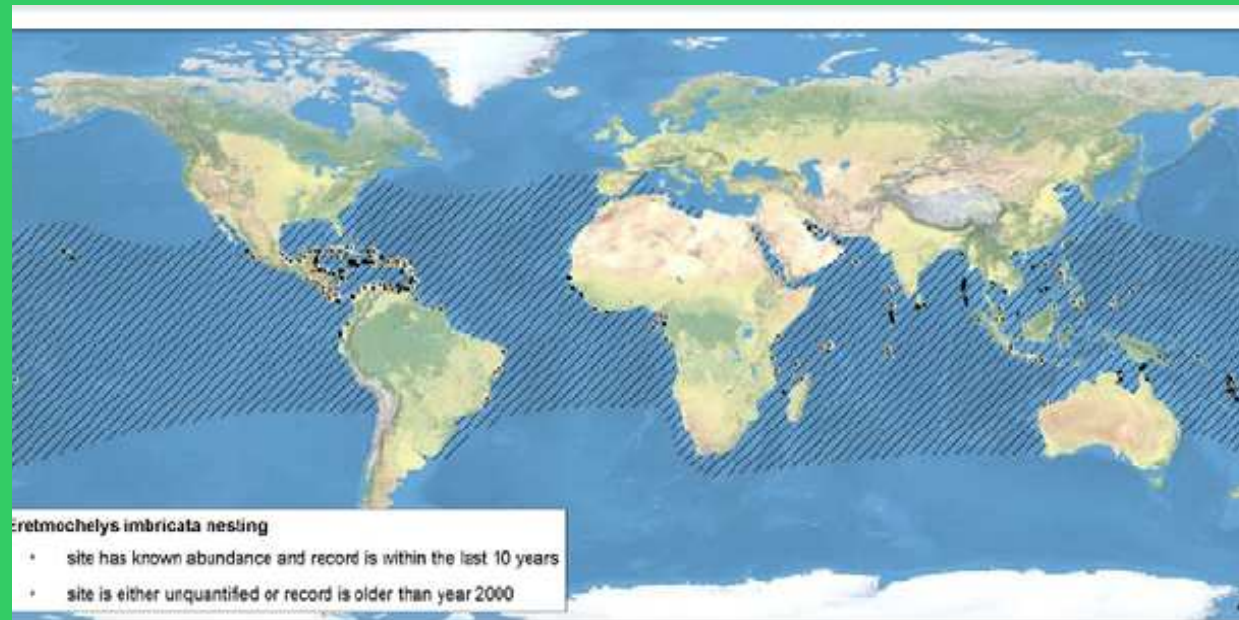 Eretmochelys imbricata nesting
site has known abundance and record is within the last 10 years
site is either unquantified or record is older than year 2000